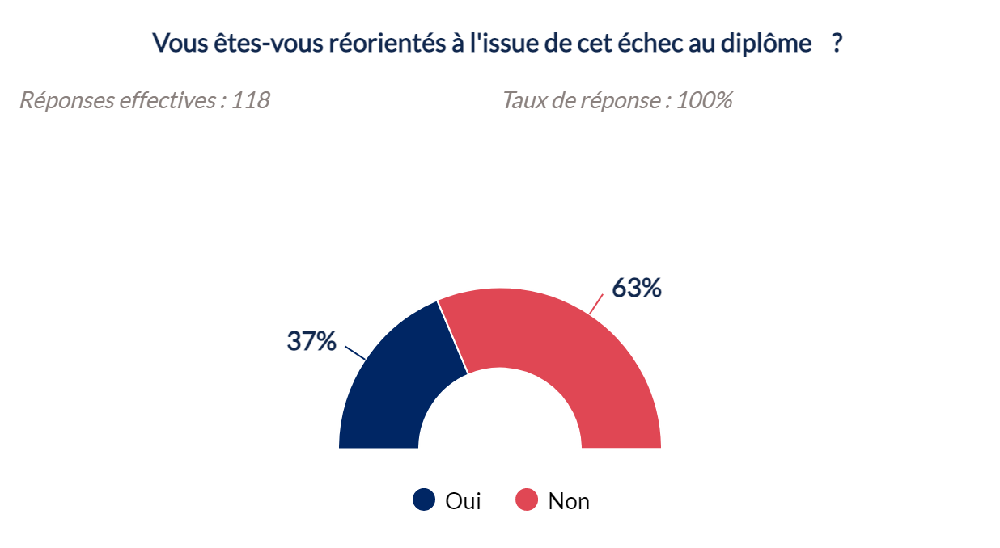 Vous êtes-vous réorientés à l'issue de cet échec au diplôme ?
Réponses effectives : 118 Taux de réponse : 100%
63%
37%
Oui Non